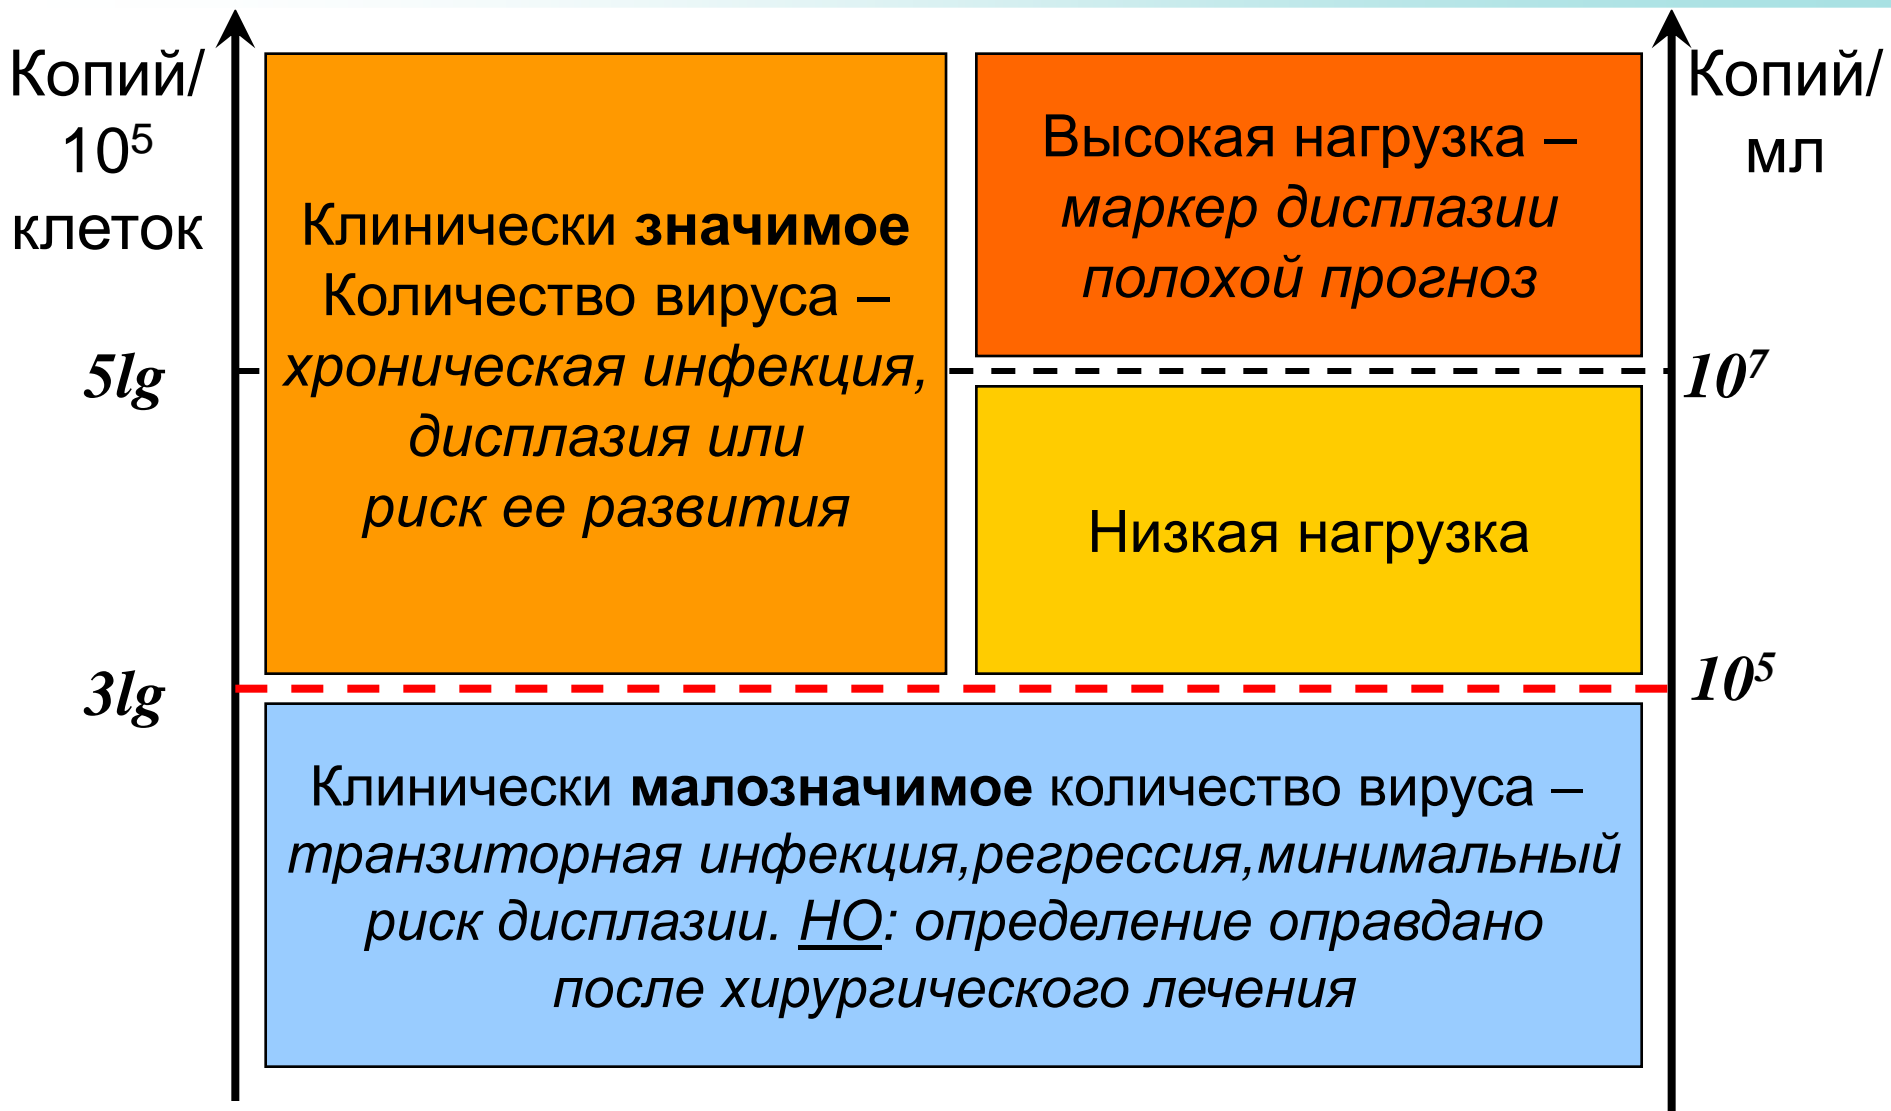 Копий/
10⁵
клеток
5lg
3lg
Клинически значимое
Количество вируса –
хроническая инфекция,
дисплазия или
риск ее развития
Высокая нагрузка –
маркер дисплазии
полохой прогноз
Низкая нагрузка
Копий/
мл
10⁷
10⁵
Клинически малозначимое количество вируса –
транзиторная инфекция,регрессия,минимальный
риск дисплазии. НО: определение оправдано
после хирургического лечения